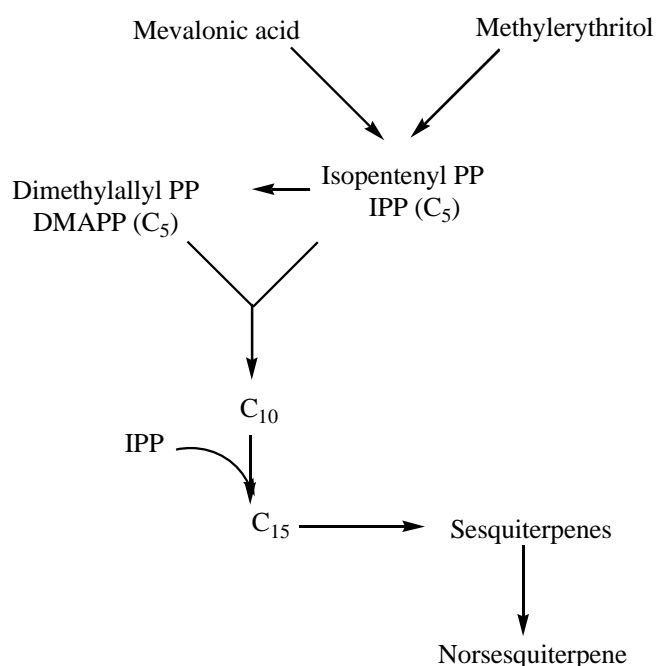 Mevalonic acid
Methylerythritol
Isopentenyl PP
IPP (C₅)
Dimethylallyl PP
DMAPP (C₅)
C₁₀
IPP
C₁₅
Sesquiterpenes
Norsesquiterpene